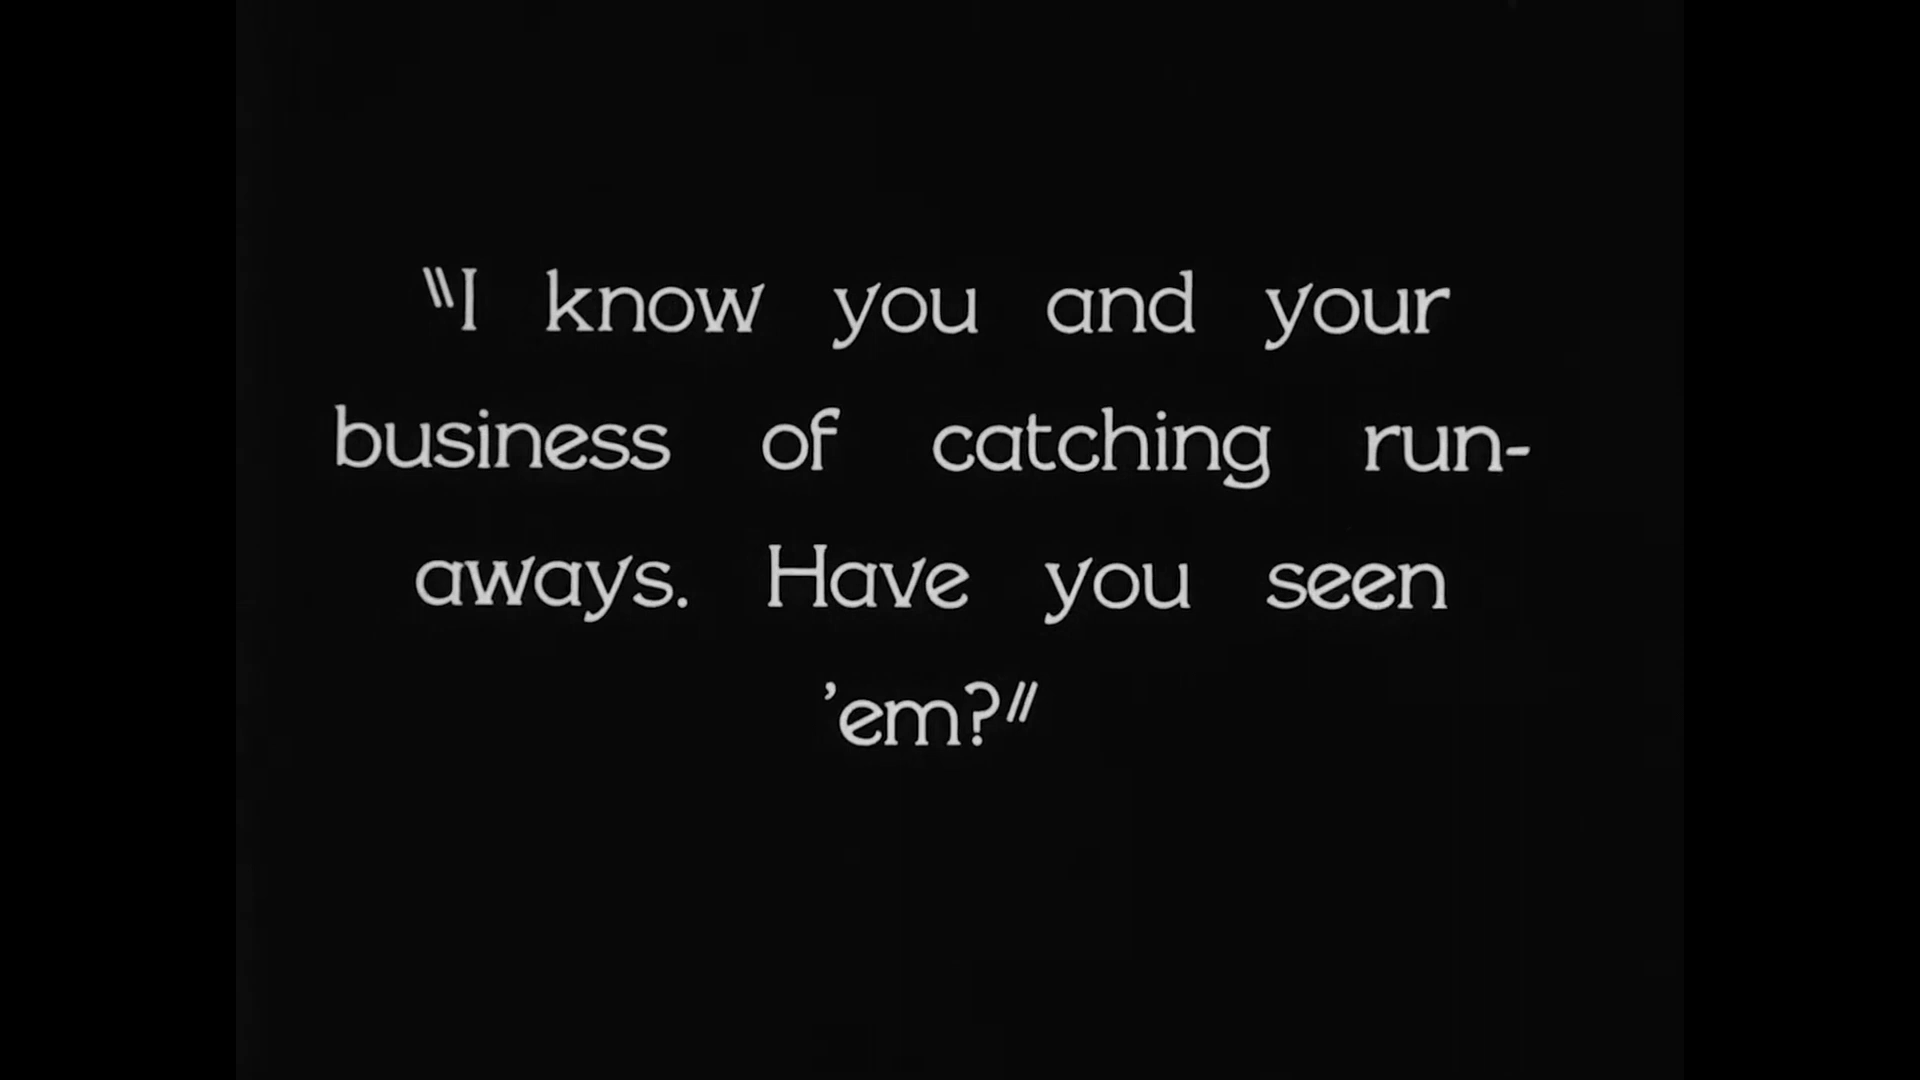 "I know you and your
business of catching run-
aways. Have you seen
'em?"